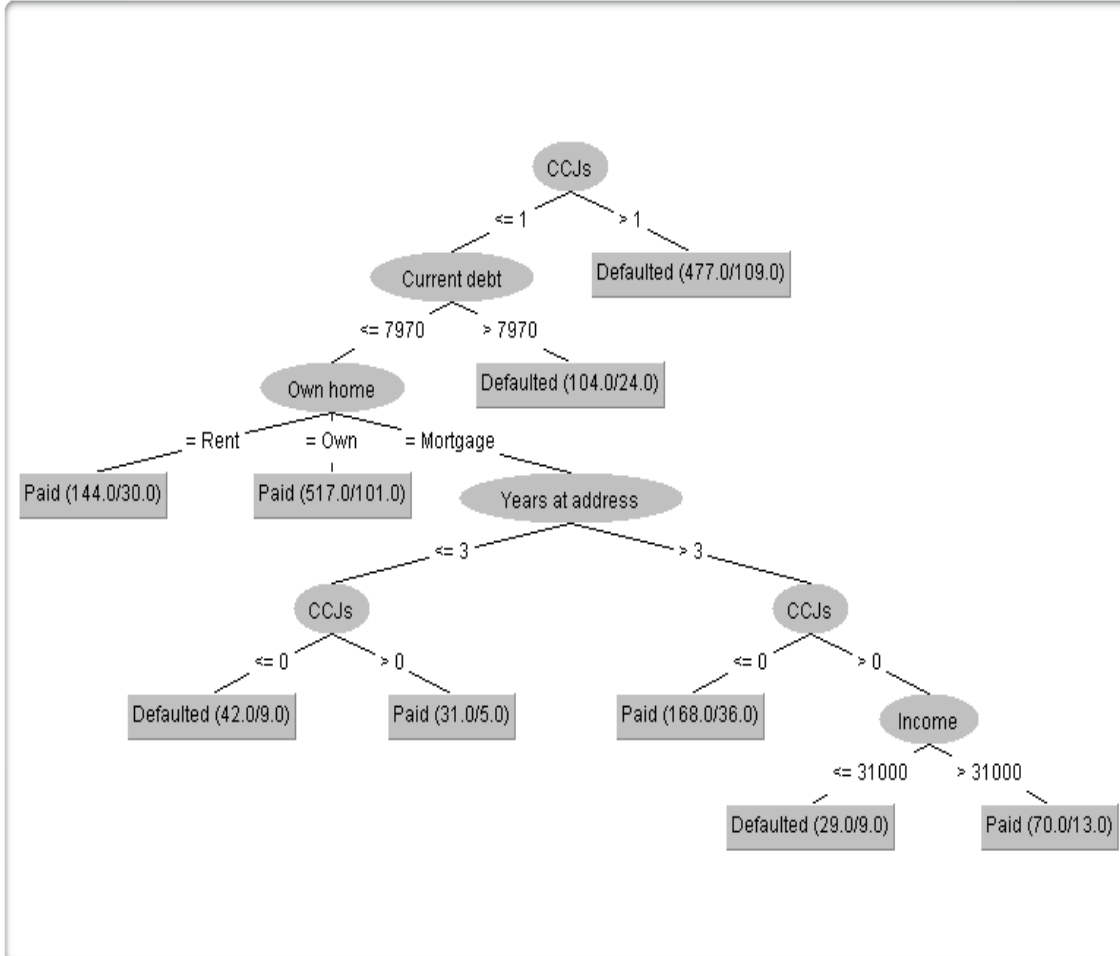 CCJs
<= 1
> 1
Current debt
Defaulted (477.0/109.0)
<= 7970
> 7970
Own home
Defaulted (104.0/24.0)
= Rent
= Own
= Mortgage
Paid (144.0/30.0)
Paid (517.0/101.0)
Years at address
<= 3
> 3
CCJs
CCJs
<= 0
> 0
<= 0
> 0
Defaulted (42.0/9.0)
Paid (31.0/5.0)
Paid (168.0/36.0)
Income
<= 31000
> 31000
Defaulted (29.0/9.0)
Paid (70.0/13.0)